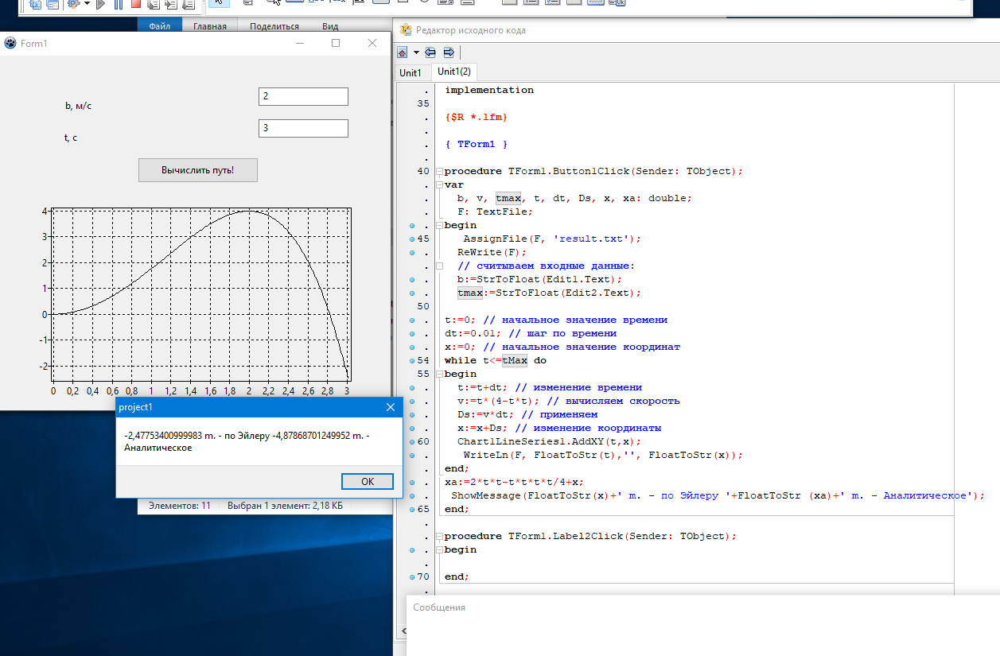 Файл Главная Поделиться Вид
Form1
b, м/с 2
t, с 3
Вычислить путь!
4
3
2
1
0
-1
-2
0 0,2 0,4 0,6 0,8 1 1,2 1,4 1,6 1,8 2 2,2 2,4 2,6 2,8 3
project1
-2,47753400999983 m. - по Эйлеру -4,87868701249952 m. -
Аналитическое
OK
Элементов: 11 Выбран 1 элемент: 2,18 КБ
Редактор исходного кода
Unit1 Unit1(2)
. implementation
35
. {$R *.lfm}
.
. { TForm1 }
.
40 procedure TForm1.Button1Click(Sender: TObject);
. var
. b, v, tmax, t, dt, Ds, x, xa: double;
. F: TextFile;
. begin
45 AssignFile(F, 'result.txt');
. ReWrite(F);
. // считываем входные данные:
. b:=StrToFloat(Edit1.Text);
. tmax:=StrToFloat(Edit2.Text);
50
. t:=0; // начальное значение времени
. dt:=0.01; // шаг по времени
. x:=0; // начальное значение координат
54 while t<=tMax do
55 begin
. t:=t+dt; // изменение времени
. v:=t*(4-t*t); // вычисляем скорость
. Ds:=v*dt; // применяем
. x:=x+Ds; // изменение координаты
60 Chart1LineSeries1.AddXY(t,x);
. WriteLn(F, FloatToStr(t),'', FloatToStr(x));
. end;
. xa:=2*t*t-t*t*t*t/4+x;
. ShowMessage(FloatToStr(x)+' m. - по Эйлеру '+FloatToStr (xa)+' m. - Аналитическое');
65 end;
.
. procedure TForm1.Label2Click(Sender: TObject);
. begin
.
70 end;
.
Сообщения